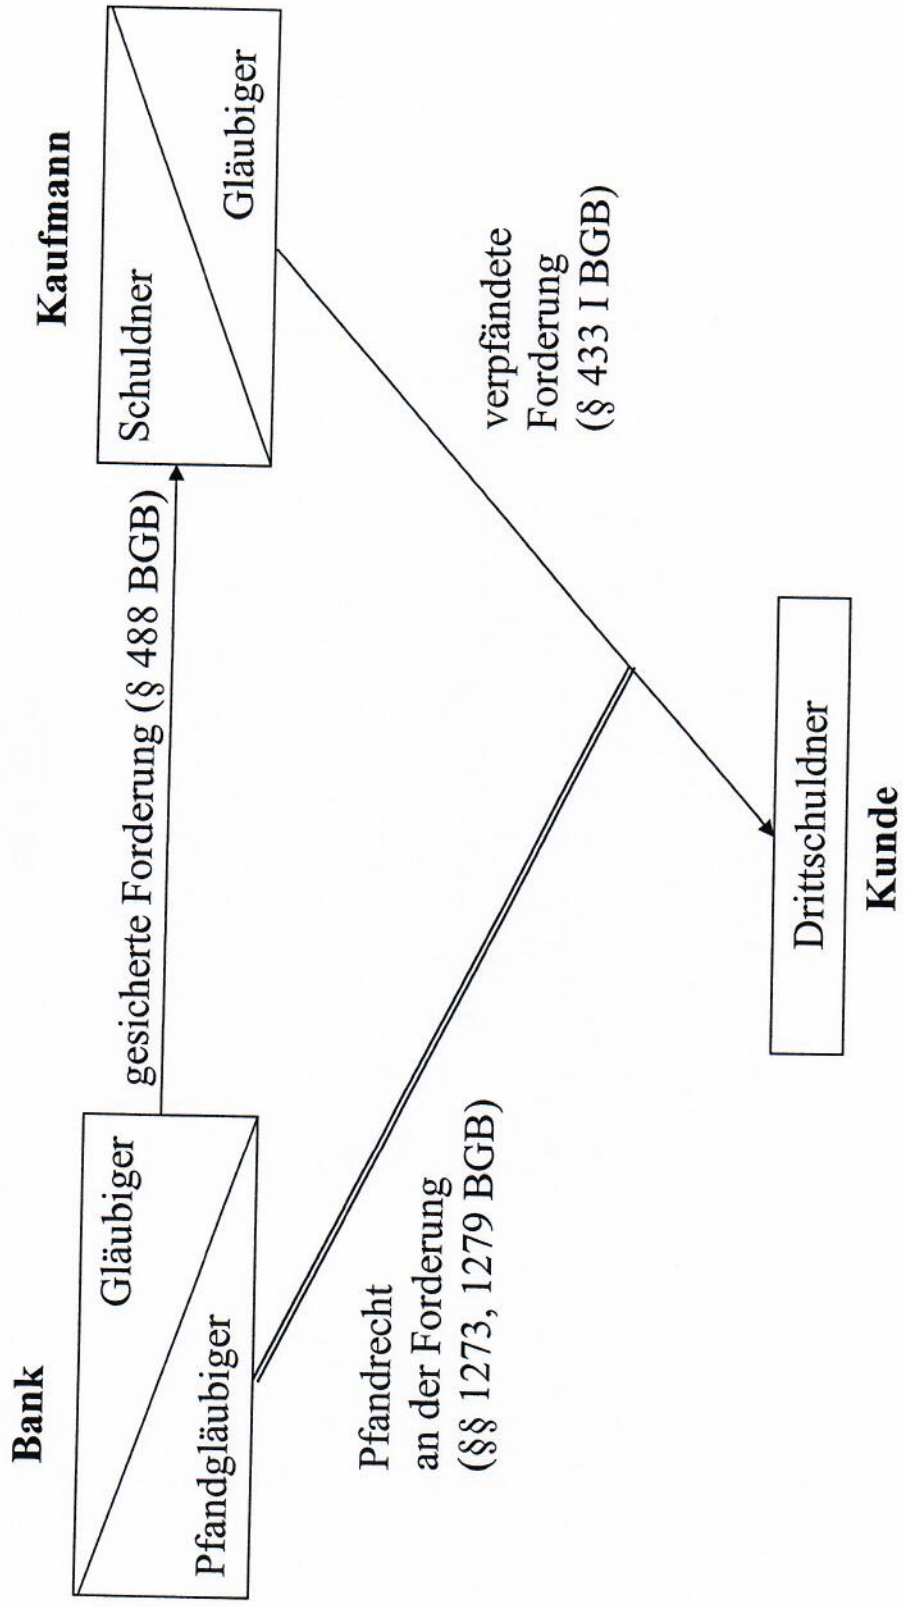 Bank
Kaufmann
Gläubiger
Pfandgläubiger
gesicherte Forderung (§ 488 BGB)
Schuldner
Gläubiger
Pfandrecht
an der Forderung
(§§ 1273, 1279 BGB)
verpfändete
Forderung
(§ 433 I BGB)
Drittschuldner
Kunde